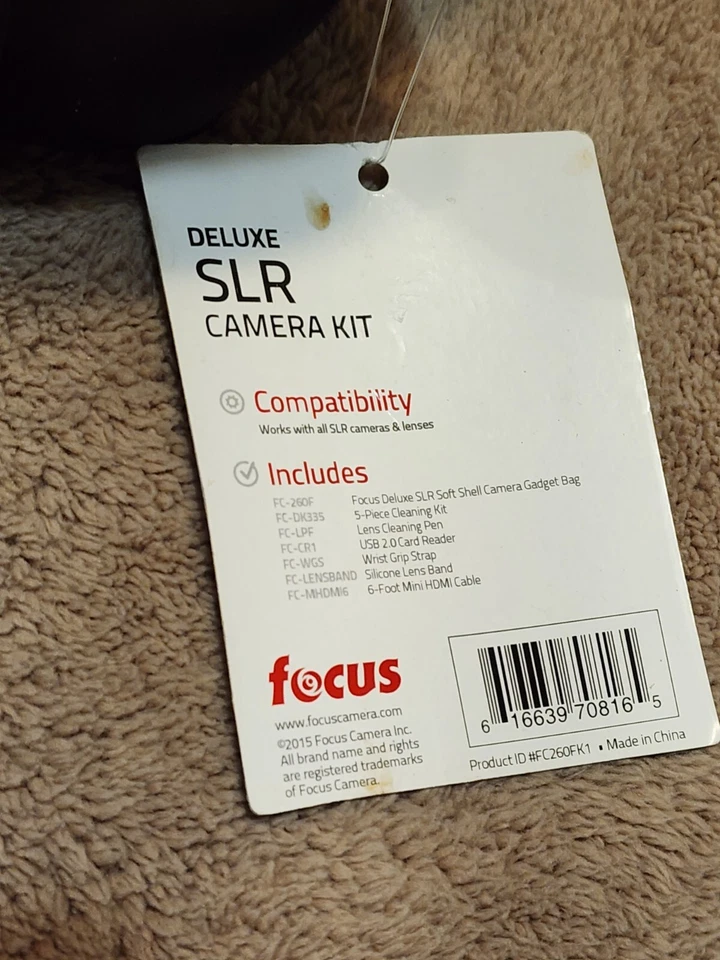 DELUXE
SLR
CAMERA KIT
Compatibility
Works with all SLR cameras & lenses
Includes
FC-260F Focus Deluxe SLR Soft Shell Camera Gadget Bag
FC-DK335 5-Piece Cleaning Kit
FC-LPF Lens Cleaning Pen
FC-CR1 USB 2.0 Card Reader
FC-WGS Wrist Grip Strap
FC-LENSBAND Silicone Lens Band
FC-MHDMI6 6-Foot Mini HDMI Cable
focus
www.focuscamera.com
©2015 Focus Camera Inc.
All brand name and rights
are registered trademarks
of Focus Camera.
6 16639 70816 5
Product ID #FC260FK1 • Made in China